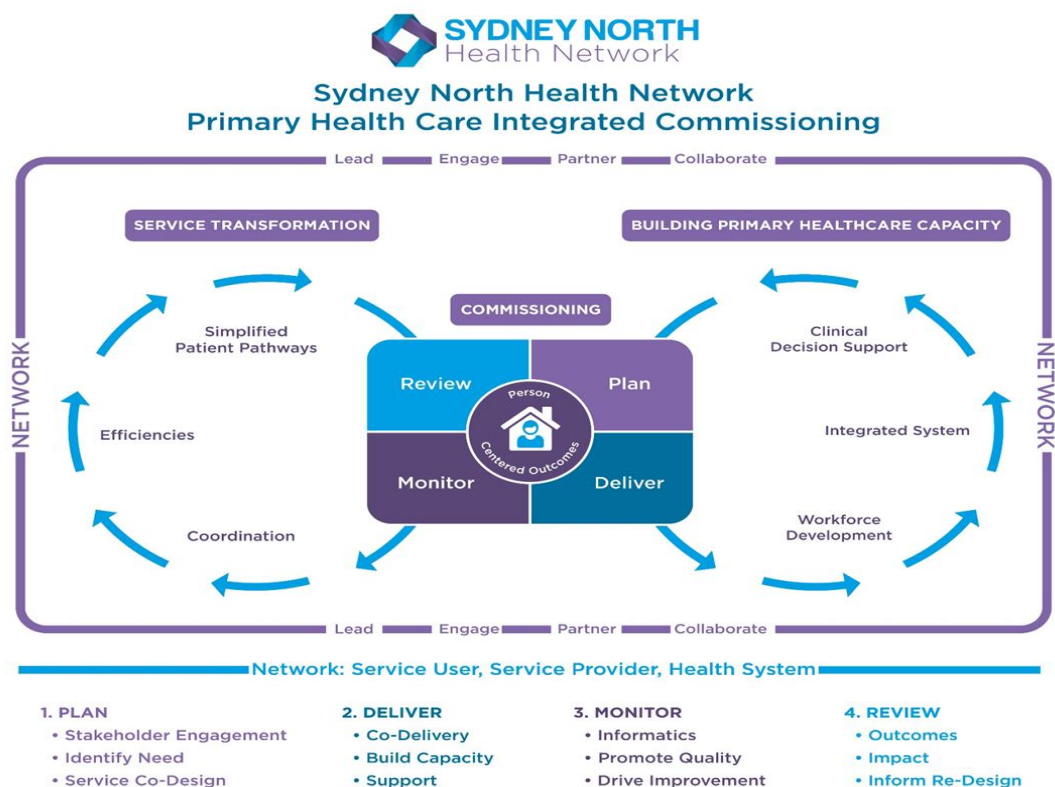 SYDNEY NORTH
Health Network
Sydney North Health Network
Primary Health Care Integrated Commissioning
Lead Engage Partner Collaborate
SERVICE TRANSFORMATION
BUILDING PRIMARY HEALTHCARE CAPACITY
COMMISSIONING
Simplified
Patient Pathways
Clinical
Decision Support
Review
Plan
Person
Centered Outcomes
NETWORK
NETWORK
Efficiencies
Integrated System
Monitor
Deliver
Coordination
Workforce
Development
Lead Engage Partner Collaborate
Network: Service User, Service Provider, Health System
1. PLAN
• Stakeholder Engagement
• Identify Need
• Service Co-Design
2. DELIVER
• Co-Delivery
• Build Capacity
• Support
3. MONITOR
• Informatics
• Promote Quality
• Drive Improvement
4. REVIEW
• Outcomes
• Impact
• Inform Re-Design